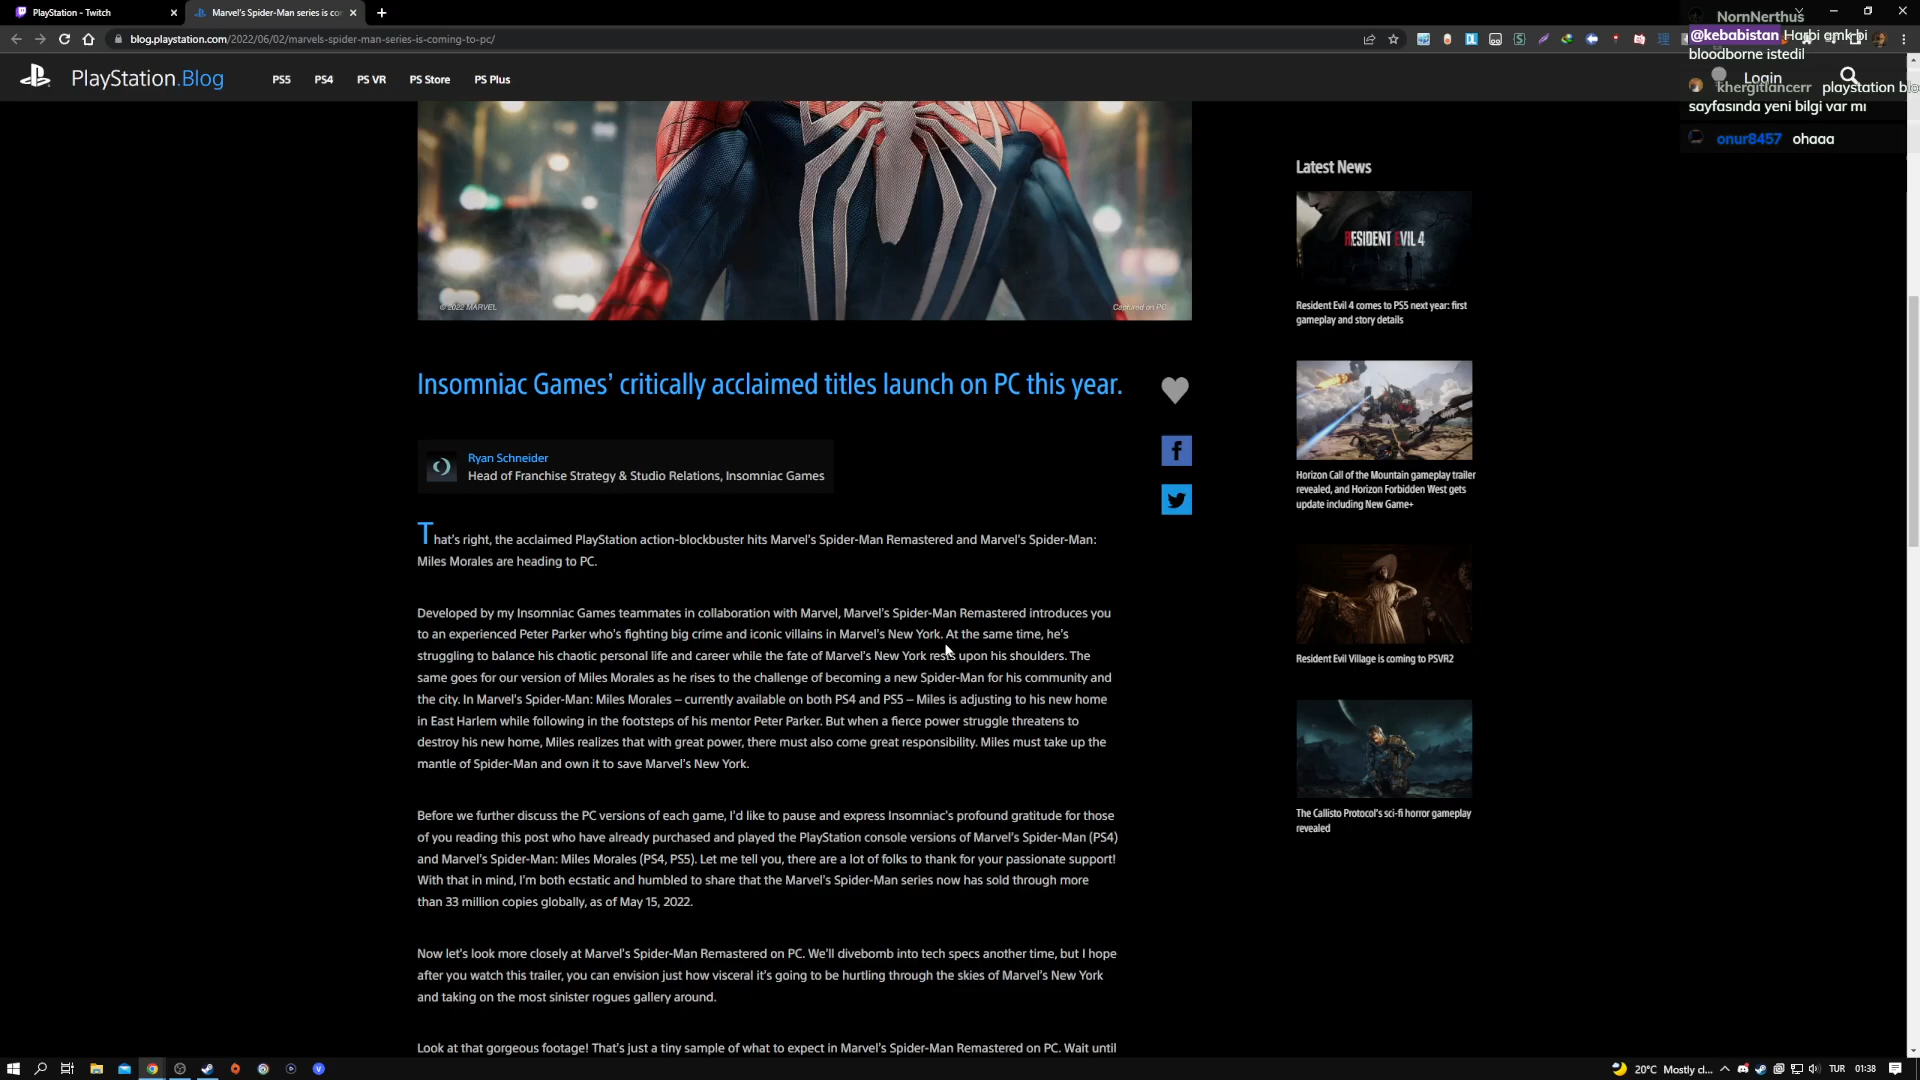 PlayStation - Twitch
Marvel's Spider-Man series is co
blog.playstation.com/2022/06/02/marvels-spider-man-series-is-coming-to-pc/
NornNerthus
@kebabistan Harbi amk bi
bloodborne istedil
khergitlancerr playstation blo
sayfasında yeni bilgi var mı
onur8457 ohaaa
PlayStation.Blog
PS5
PS4
PS VR
PS Store
PS Plus
Login
© 2022 MARVEL
Captured on PC
Insomniac Games' critically acclaimed titles launch on PC this year.
Ryan Schneider
Head of Franchise Strategy & Studio Relations, Insomniac Games
That's right, the acclaimed PlayStation action-blockbuster hits Marvel's Spider-Man Remastered and Marvel's Spider-Man:
Miles Morales are heading to PC.
Developed by my Insomniac Games teammates in collaboration with Marvel, Marvel's Spider-Man Remastered introduces you
to an experienced Peter Parker who's fighting big crime and iconic villains in Marvel's New York. At the same time, he's
struggling to balance his chaotic personal life and career while the fate of Marvel's New York rests upon his shoulders. The
same goes for our version of Miles Morales as he rises to the challenge of becoming a new Spider-Man for his community and
the city. In Marvel's Spider-Man: Miles Morales – currently available on both PS4 and PS5 – Miles is adjusting to his new home
in East Harlem while following in the footsteps of his mentor Peter Parker. But when a fierce power struggle threatens to
destroy his new home, Miles realizes that with great power, there must also come great responsibility. Miles must take up the
mantle of Spider-Man and own it to save Marvel's New York.
Before we further discuss the PC versions of each game, I'd like to pause and express Insomniac's profound gratitude for those
of you reading this post who have already purchased and played the PlayStation console versions of Marvel's Spider-Man (PS4)
and Marvel's Spider-Man: Miles Morales (PS4, PS5). Let me tell you, there are a lot of folks to thank for your passionate support!
With that in mind, I'm both ecstatic and humbled to share that the Marvel's Spider-Man series now has sold through more
than 33 million copies globally, as of May 15, 2022.
Now let's look more closely at Marvel's Spider-Man Remastered on PC. We'll divebomb into tech specs another time, but I hope
after you watch this trailer, you can envision just how visceral it's going to be hurtling through the skies of Marvel's New York
and taking on the most sinister rogues gallery around.
Look at that gorgeous footage! That's just a tiny sample of what to expect in Marvel's Spider-Man Remastered on PC. Wait until
Latest News
RESIDENT EVIL 4
Resident Evil 4 comes to PS5 next year: first
gameplay and story details
Horizon Call of the Mountain gameplay trailer
revealed, and Horizon Forbidden West gets
update including New Game+
Resident Evil Village is coming to PSVR2
The Callisto Protocol's sci-fi horror gameplay
revealed
20°C Mostly cl...
TUR
01:38